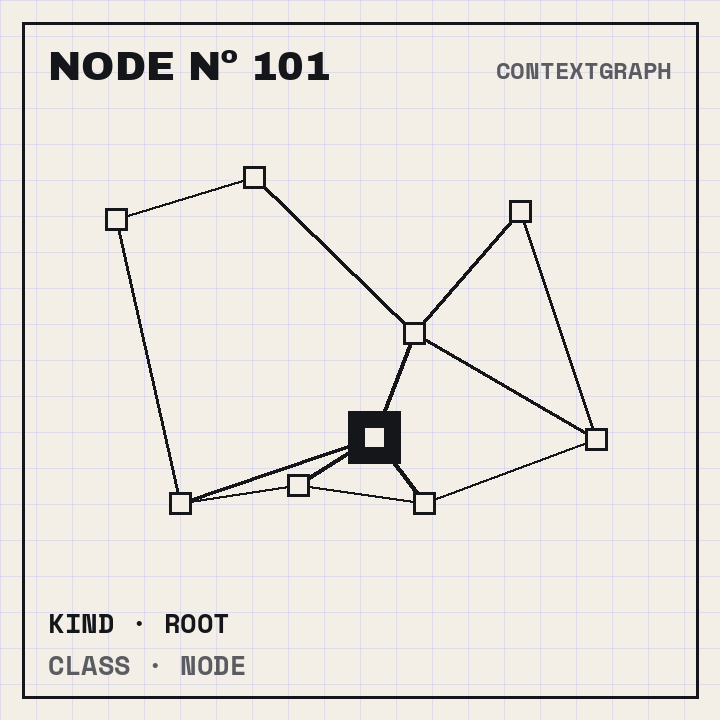 NODE Nº 101
CONTEXTGRAPH
KIND · ROOT
CLASS · NODE